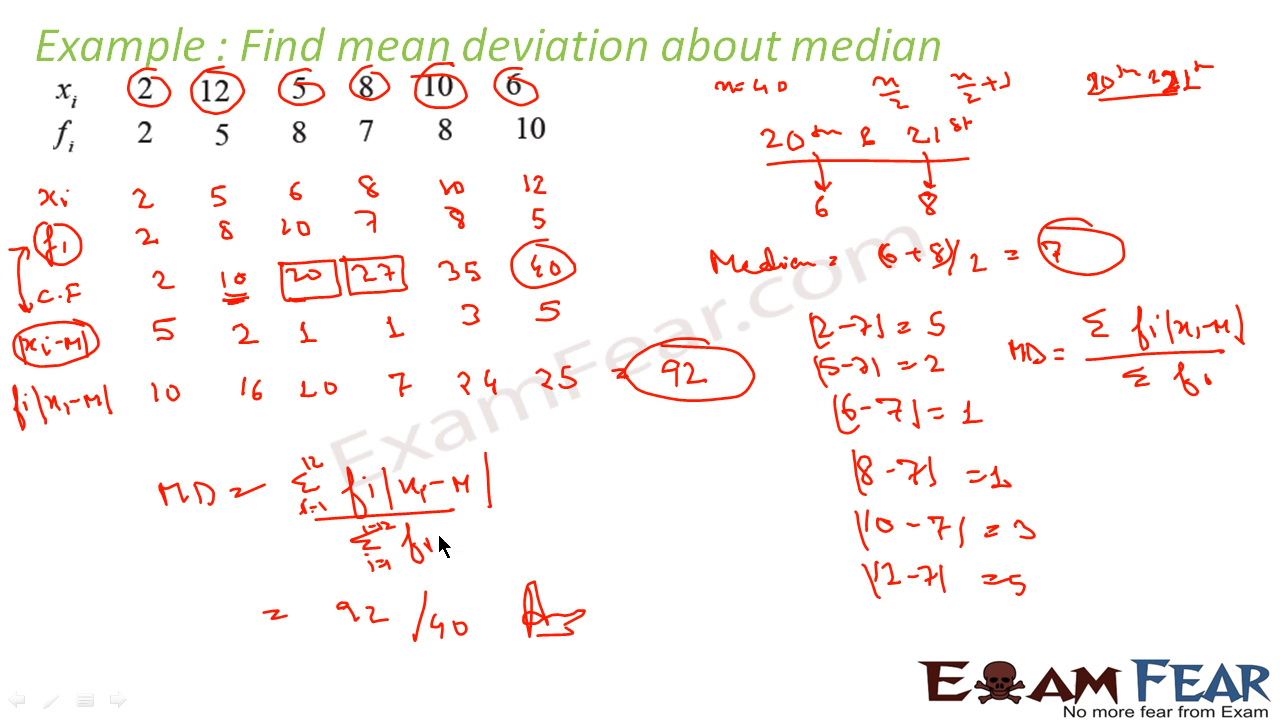 Example : Find mean deviation about median
xi 2 12 5 8 10 6
fi 2 5 8 7 8 10
n=40 n/2 n/2+1
20th & 21st
6 8
xi 2 5 6 8 10 12
fi 2 8 10 7 8 5
C.F 2 10 20 27 35 40
|xi-M| 5 2 1 1 3 5
fi|xi-M| 10 16 10 7 24 25 = 92
Median = (6+8)/2 = 7
|2-7| = 5
|5-7| = 2
|6-7| = 1
|8-7| = 1
|10-7| = 3
|12-7| = 5
MD = Σ fi|xi-M|
Σ fi
MD = Σ 12 i=1 fi|xi-M|
Σ i=12 i=1 fi
= 92/40 Ans
ExamFear.com
EXAM FEAR
No more fear from Exam